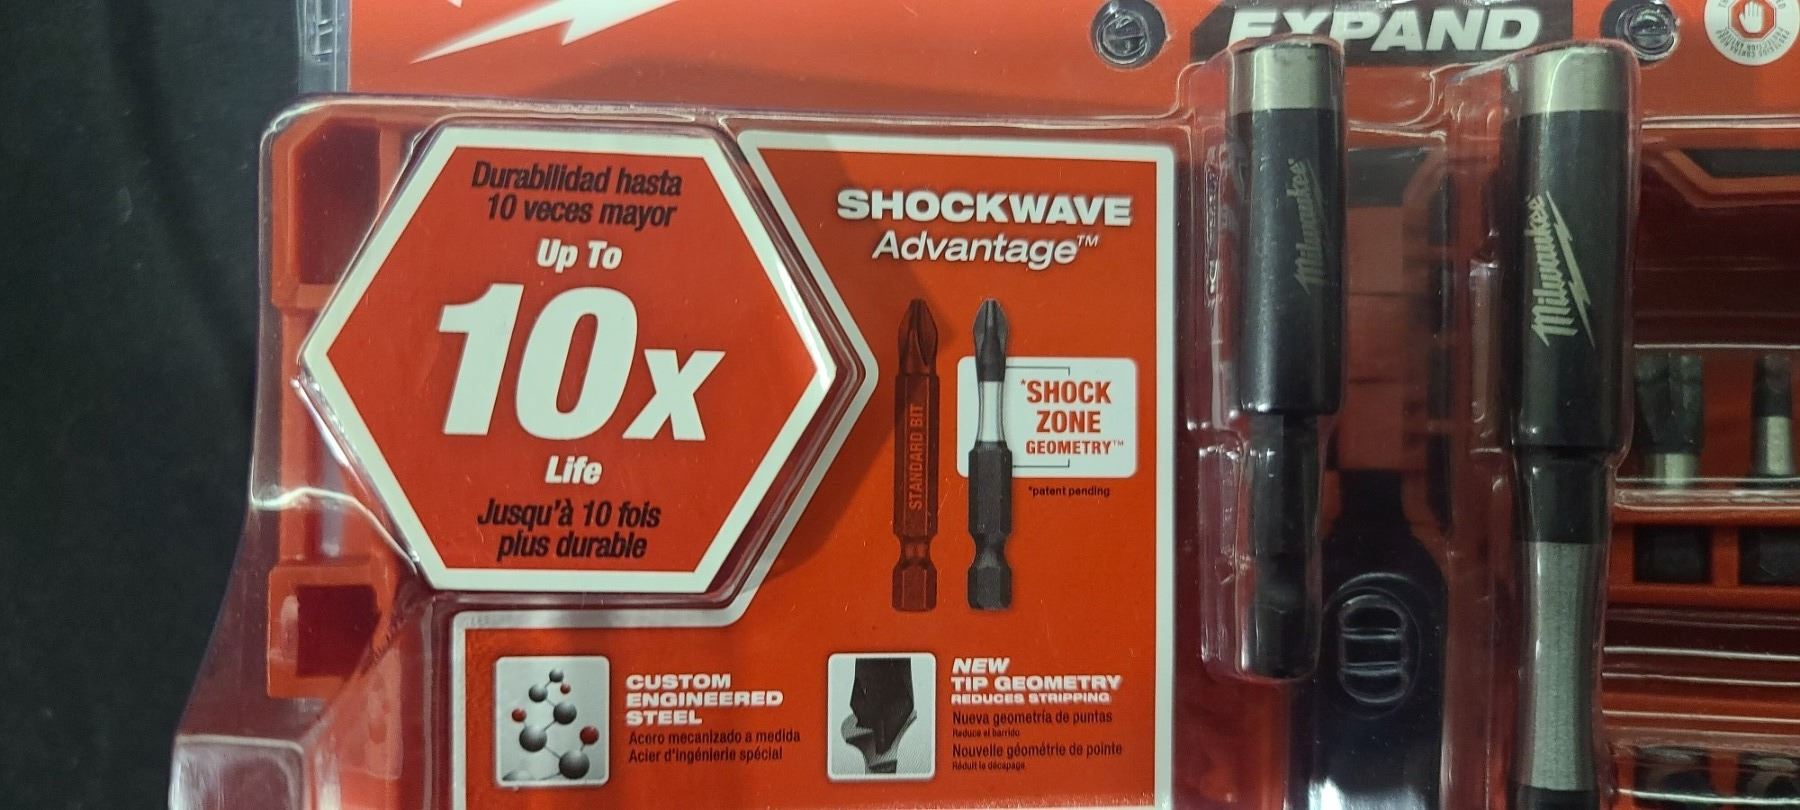 EXPAND
Durabilidad hasta
10 veces mayor
Up To
10x
Life
Jusqu'à 10 fois
plus durable
SHOCKWAVE
Advantage™
STANDARD BIT
*SHOCK
ZONE
GEOMETRY™
*patent pending
CUSTOM
ENGINEERED
STEEL
Acero mecanizado a medida
Acier d'ingénierie spécial
NEW
TIP GEOMETRY
REDUCES STRIPPING
Nueva geometría de puntas
Reduce el barrido
Nouvelle géométrie de pointe
Réduit le décapage
Milwaukee
Milwaukee